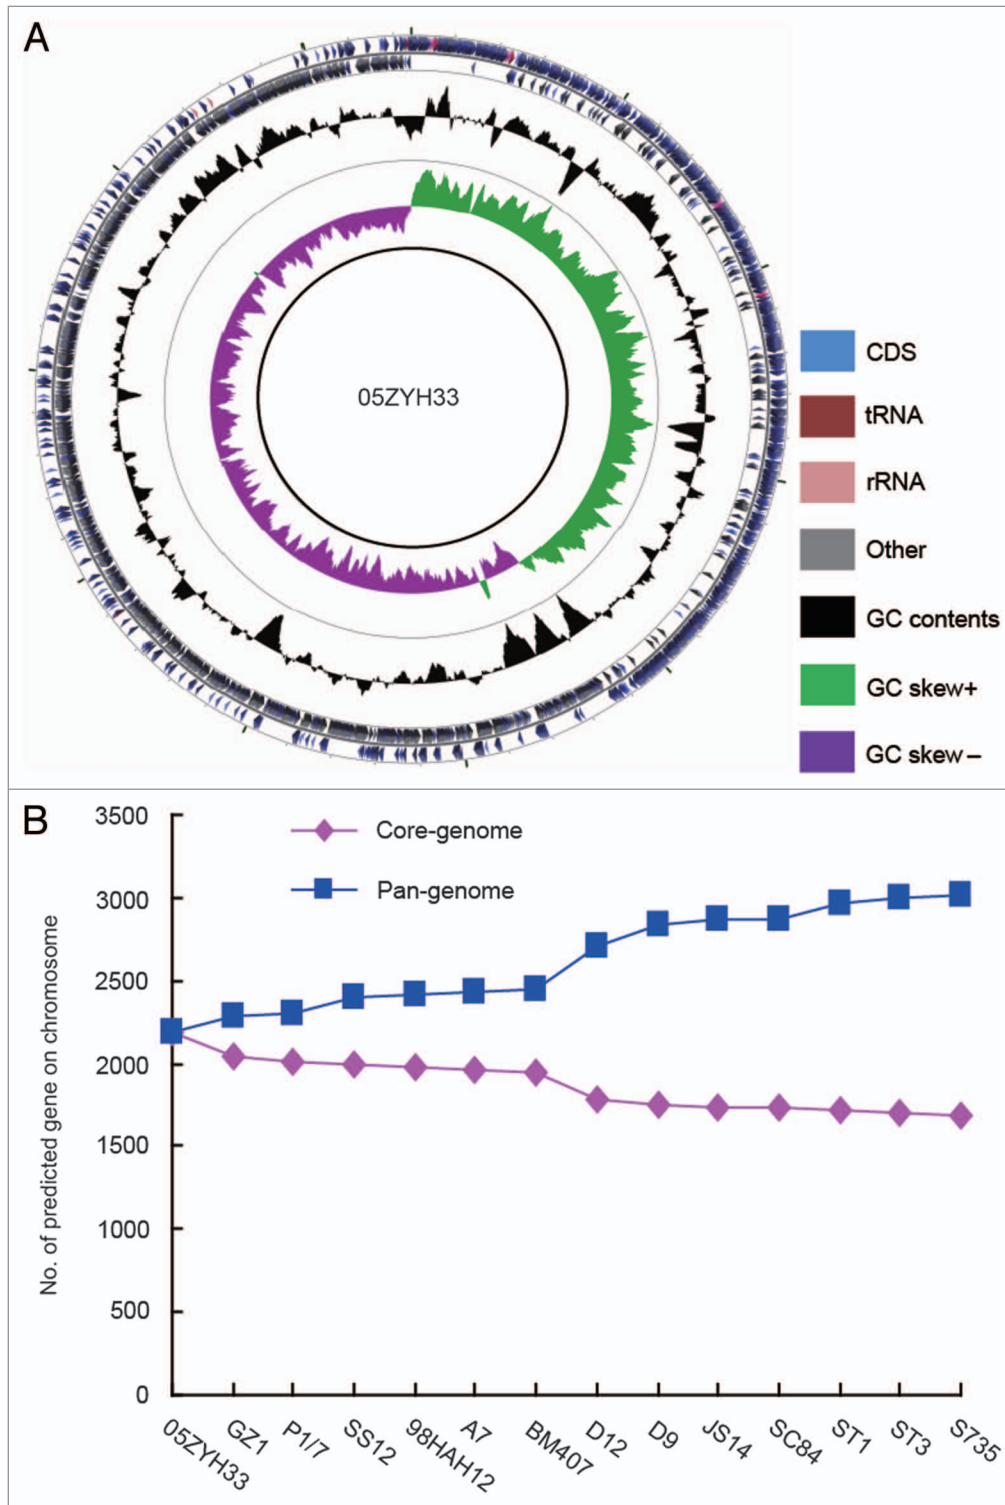 A
05ZYH33
CDS
tRNA
rRNA
Other
GC contents
GC skew+
GC skew–
B
Core-genome
Pan-genome
No. of predicted gene on chromosome
3500
3000
2500
2000
1500
1000
500
0
05ZYH33
GZ1
P1/7
SS12
98HAH12
A7
BM407
D12
D9
JS14
SC84
ST1
ST3
S735